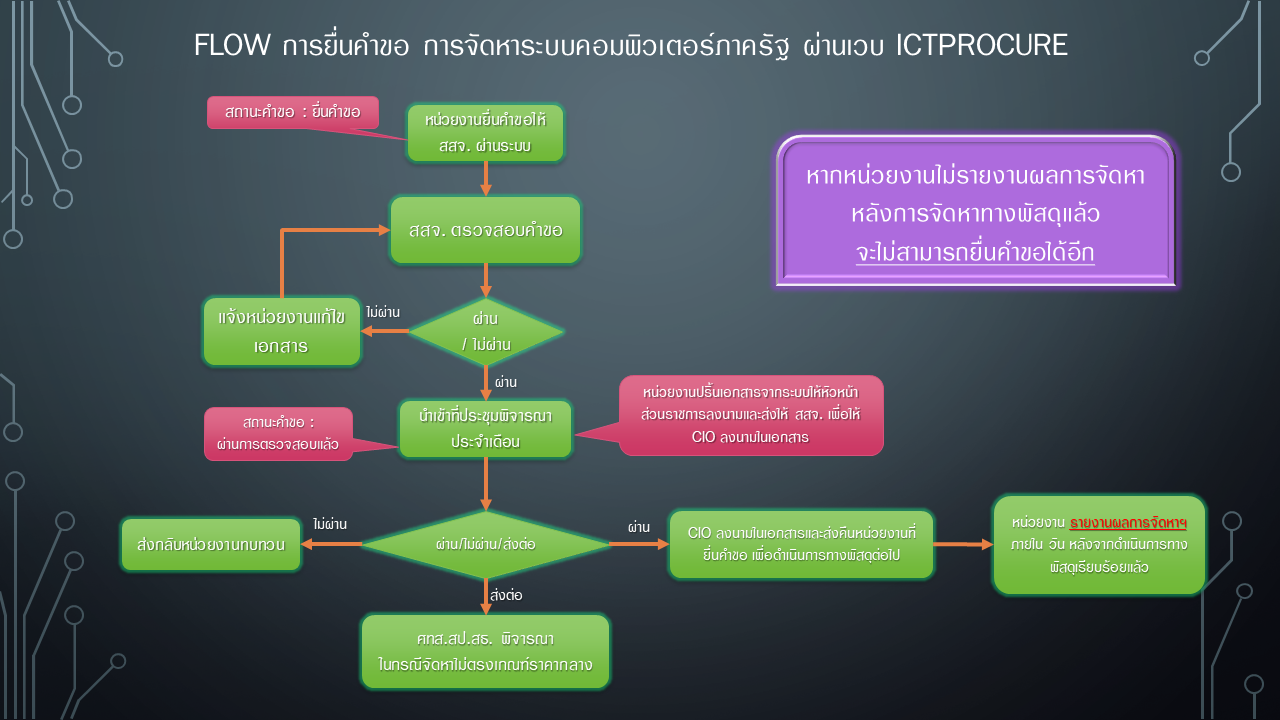 FLOW การยื่นคำขอ การจัดหาระบบคอมพิวเตอร์ภาครัฐ ผ่านเวบ ICTPROCURE
สถานะคำขอ : ยื่นคำขอ
หน่วยงานยื่นคำขอให้
สสจ. ผ่านระบบ
หากหน่วยงานไม่รายงานผลการจัดหา
หลังการจัดหาทางพัสดุแล้ว
จะไม่สามารถยื่นคำขอได้อีก
สสจ. ตรวจสอบคำขอ
แจ้งหน่วยงานแก้ไข
เอกสาร
ไม่ผ่าน
ผ่าน
/ ไม่ผ่าน
ผ่าน
สถานะคำขอ :
ผ่านการตรวจสอบแล้ว
นำเข้าที่ประชุมพิจารณา
ประจำเดือน
หน่วยงานปริ้นเอกสารจากระบบให้หัวหน้า
ส่วนราชการลงนามและส่งให้ สสจ. เพื่อให้
CIO ลงนามในเอกสาร
ส่งกลับหน่วยงานทบทวน
ไม่ผ่าน
ผ่าน/ไม่ผ่าน/ส่งต่อ
ผ่าน
CIO ลงนามในเอกสารและส่งคืนหน่วยงานที่
ยื่นคำขอ เพื่อดำเนินการทางพัสดุต่อไป
หน่วยงาน รายงานผลการจัดหาฯ
ภายใน วัน หลังจากดำเนินการทาง
พัสดุเรียบร้อยแล้ว
ส่งต่อ
ศทส.สป.สธ. พิจารณา
ในกรณีจัดหาไม่ตรงเกณฑ์ราคากลาง